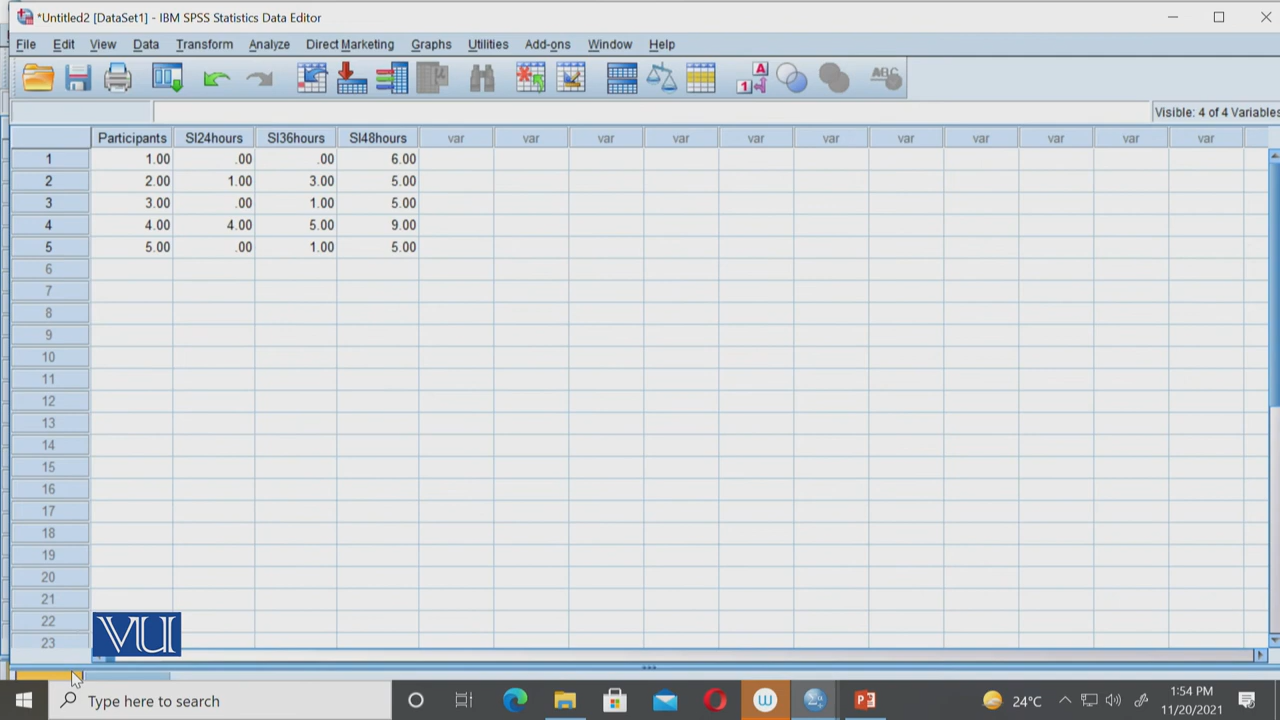 *Untitled2 [DataSet1] - IBM SPSS Statistics Data Editor
File Edit View Data Transform Analyze Direct Marketing Graphs Utilities Add-ons Window Help
A 1 ABC
Visible: 4 of 4 Variables
Participants SI24hours SI36hours SI48hours var var var var var var var var var var var
1 1.00 .00 .00 6.00
2 2.00 1.00 3.00 5.00
3 3.00 .00 1.00 5.00
4 4.00 4.00 5.00 9.00
5 5.00 .00 1.00 5.00
6
7
8
9
10
11
12
13
14
15
16
17
18
19
20
21
22
23
VU
Type here to search
24°C
1:54 PM
11/20/2021